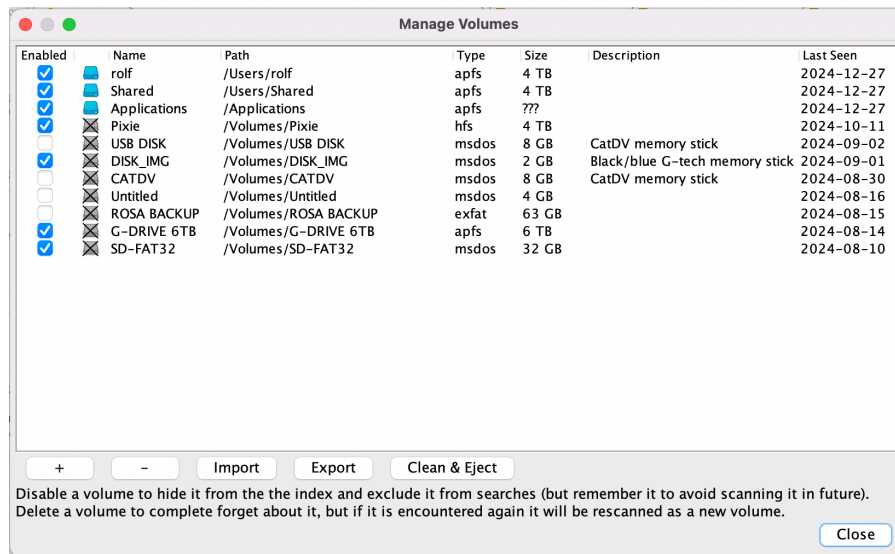 Manage Volumes
Enabled Name Path Type Size Description Last Seen
rolf /Users/rolf apfs 4 TB 2024-12-27
Shared /Users/Shared apfs 4 TB 2024-12-27
Applications /Applications apfs ??? 2024-12-27
Pixie /Volumes/Pixie hfs 4 TB 2024-10-11
USB DISK /Volumes/USB DISK msdos 8 GB CatDV memory stick 2024-09-02
DISK_IMG /Volumes/DISK_IMG msdos 2 GB Black/blue G-tech memory stick 2024-09-01
CATDV /Volumes/CATDV msdos 8 GB CatDV memory stick 2024-08-30
Untitled /Volumes/Untitled msdos 4 GB 2024-08-16
ROSA BACKUP /Volumes/ROSA BACKUP exfat 63 GB 2024-08-15
G-DRIVE 6TB /Volumes/G-DRIVE 6TB apfs 6 TB 2024-08-14
SD-FAT32 /Volumes/SD-FAT32 msdos 32 GB 2024-08-10
+ - Import Export Clean & Eject
Disable a volume to hide it from the the index and exclude it from searches (but remember it to avoid scanning it in future).
Delete a volume to complete forget about it, but if it is encountered again it will be rescanned as a new volume.
Close